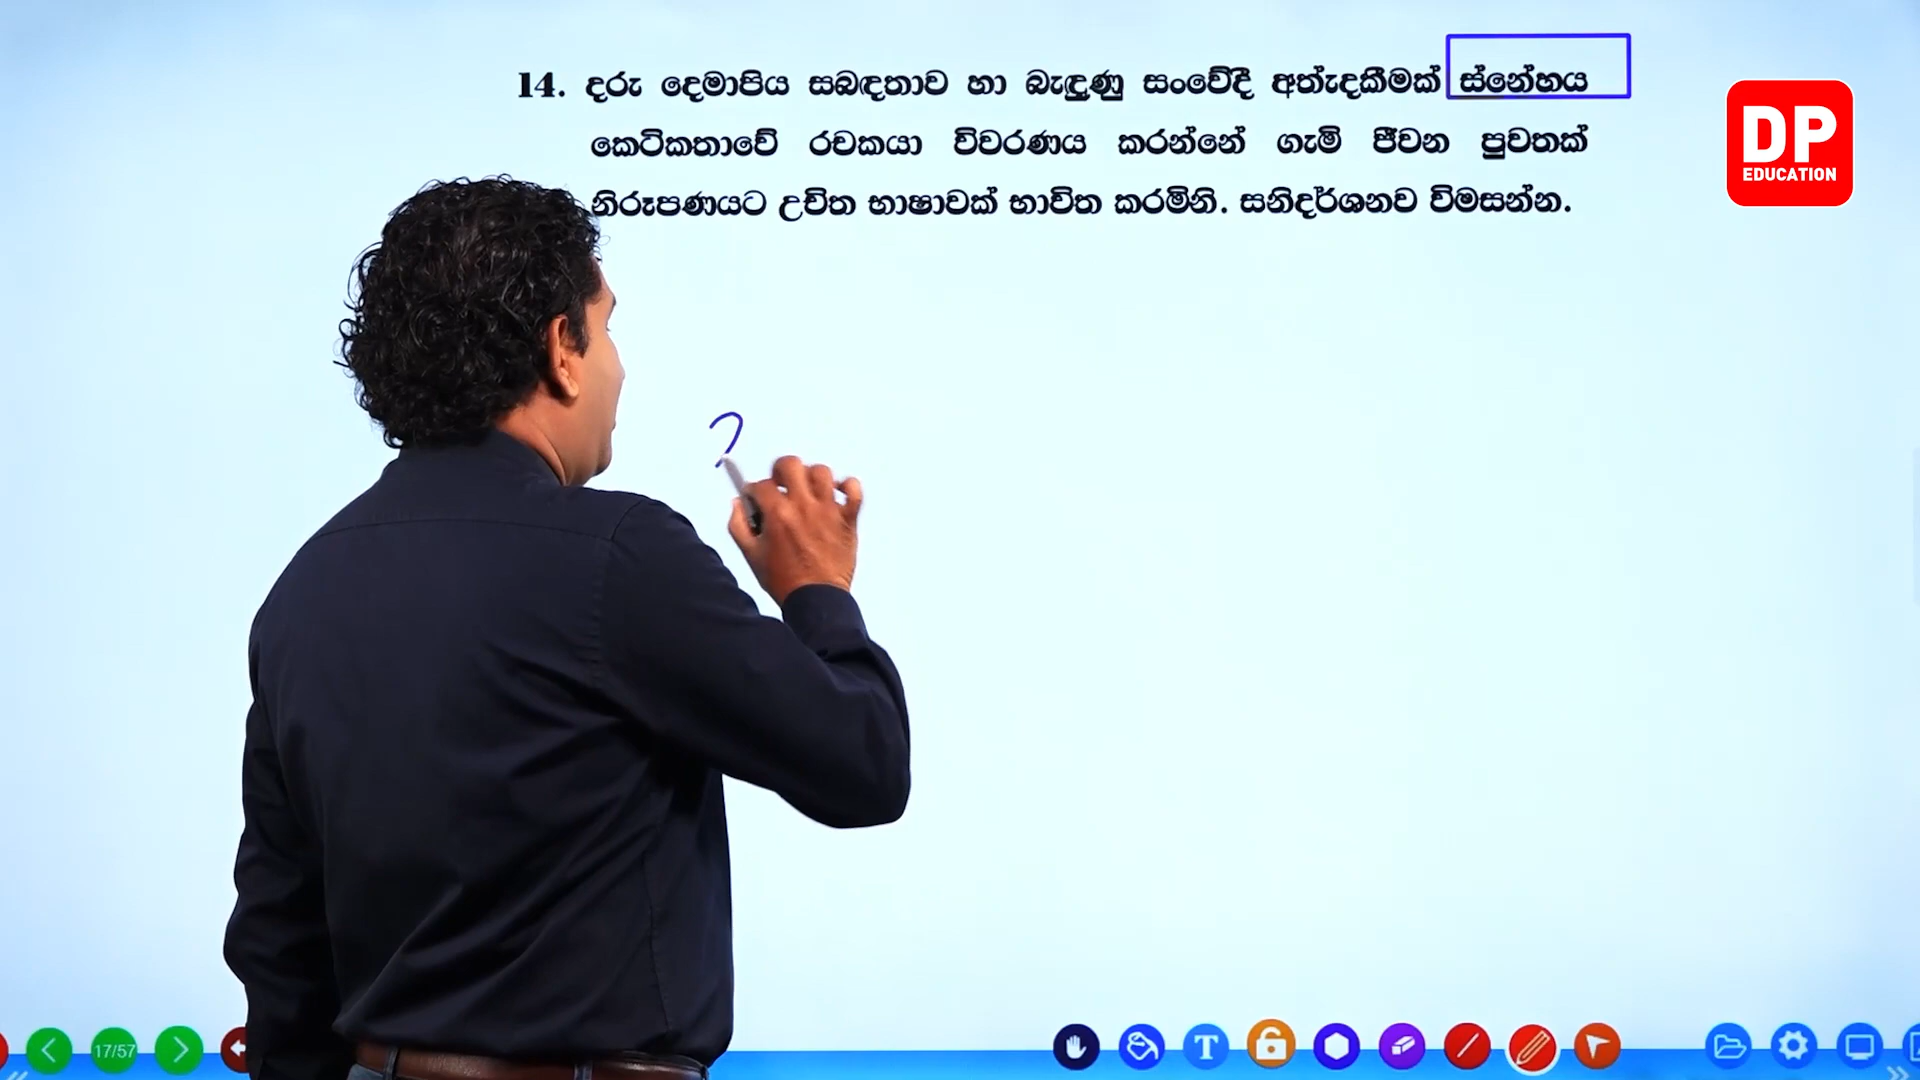 14. දරු දෙමාපිය සබඳතාව හා බැඳුණු සංවේදී අත්දැකීමක් ස්නේහය
කෙටිකතාවේ රචකයා විවරණය කරන්නේ ගැමි ජීවන පුවතක්
නිරූපණයට උචිත භාෂාවක් භාවිත කරමිනි. සනිදර්ශනව විමසන්න.
DP
EDUCATION
17/57
T